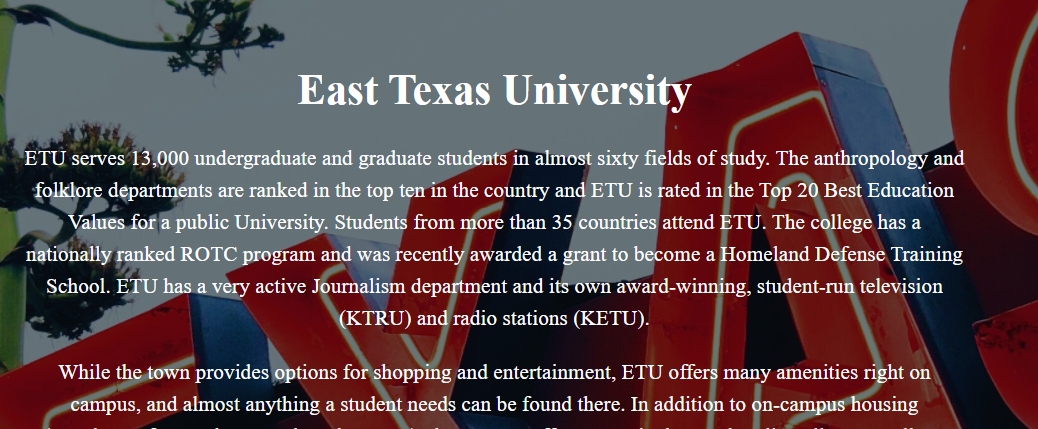 East Texas University
ETU serves 13,000 undergraduate and graduate students in almost sixty fields of study. The anthropology and
folklore departments are ranked in the top ten in the country and ETU is rated in the Top 20 Best Education
Values for a public University. Students from more than 35 countries attend ETU. The college has a
nationally ranked ROTC program and was recently awarded a grant to become a Homeland Defense Training
School. ETU has a very active Journalism department and its own award-winning, student-run television
(KTRU) and radio stations (KETU).
While the town provides options for shopping and entertainment, ETU offers many amenities right on
campus, and almost anything a student needs can be found there. In addition to on-campus housing